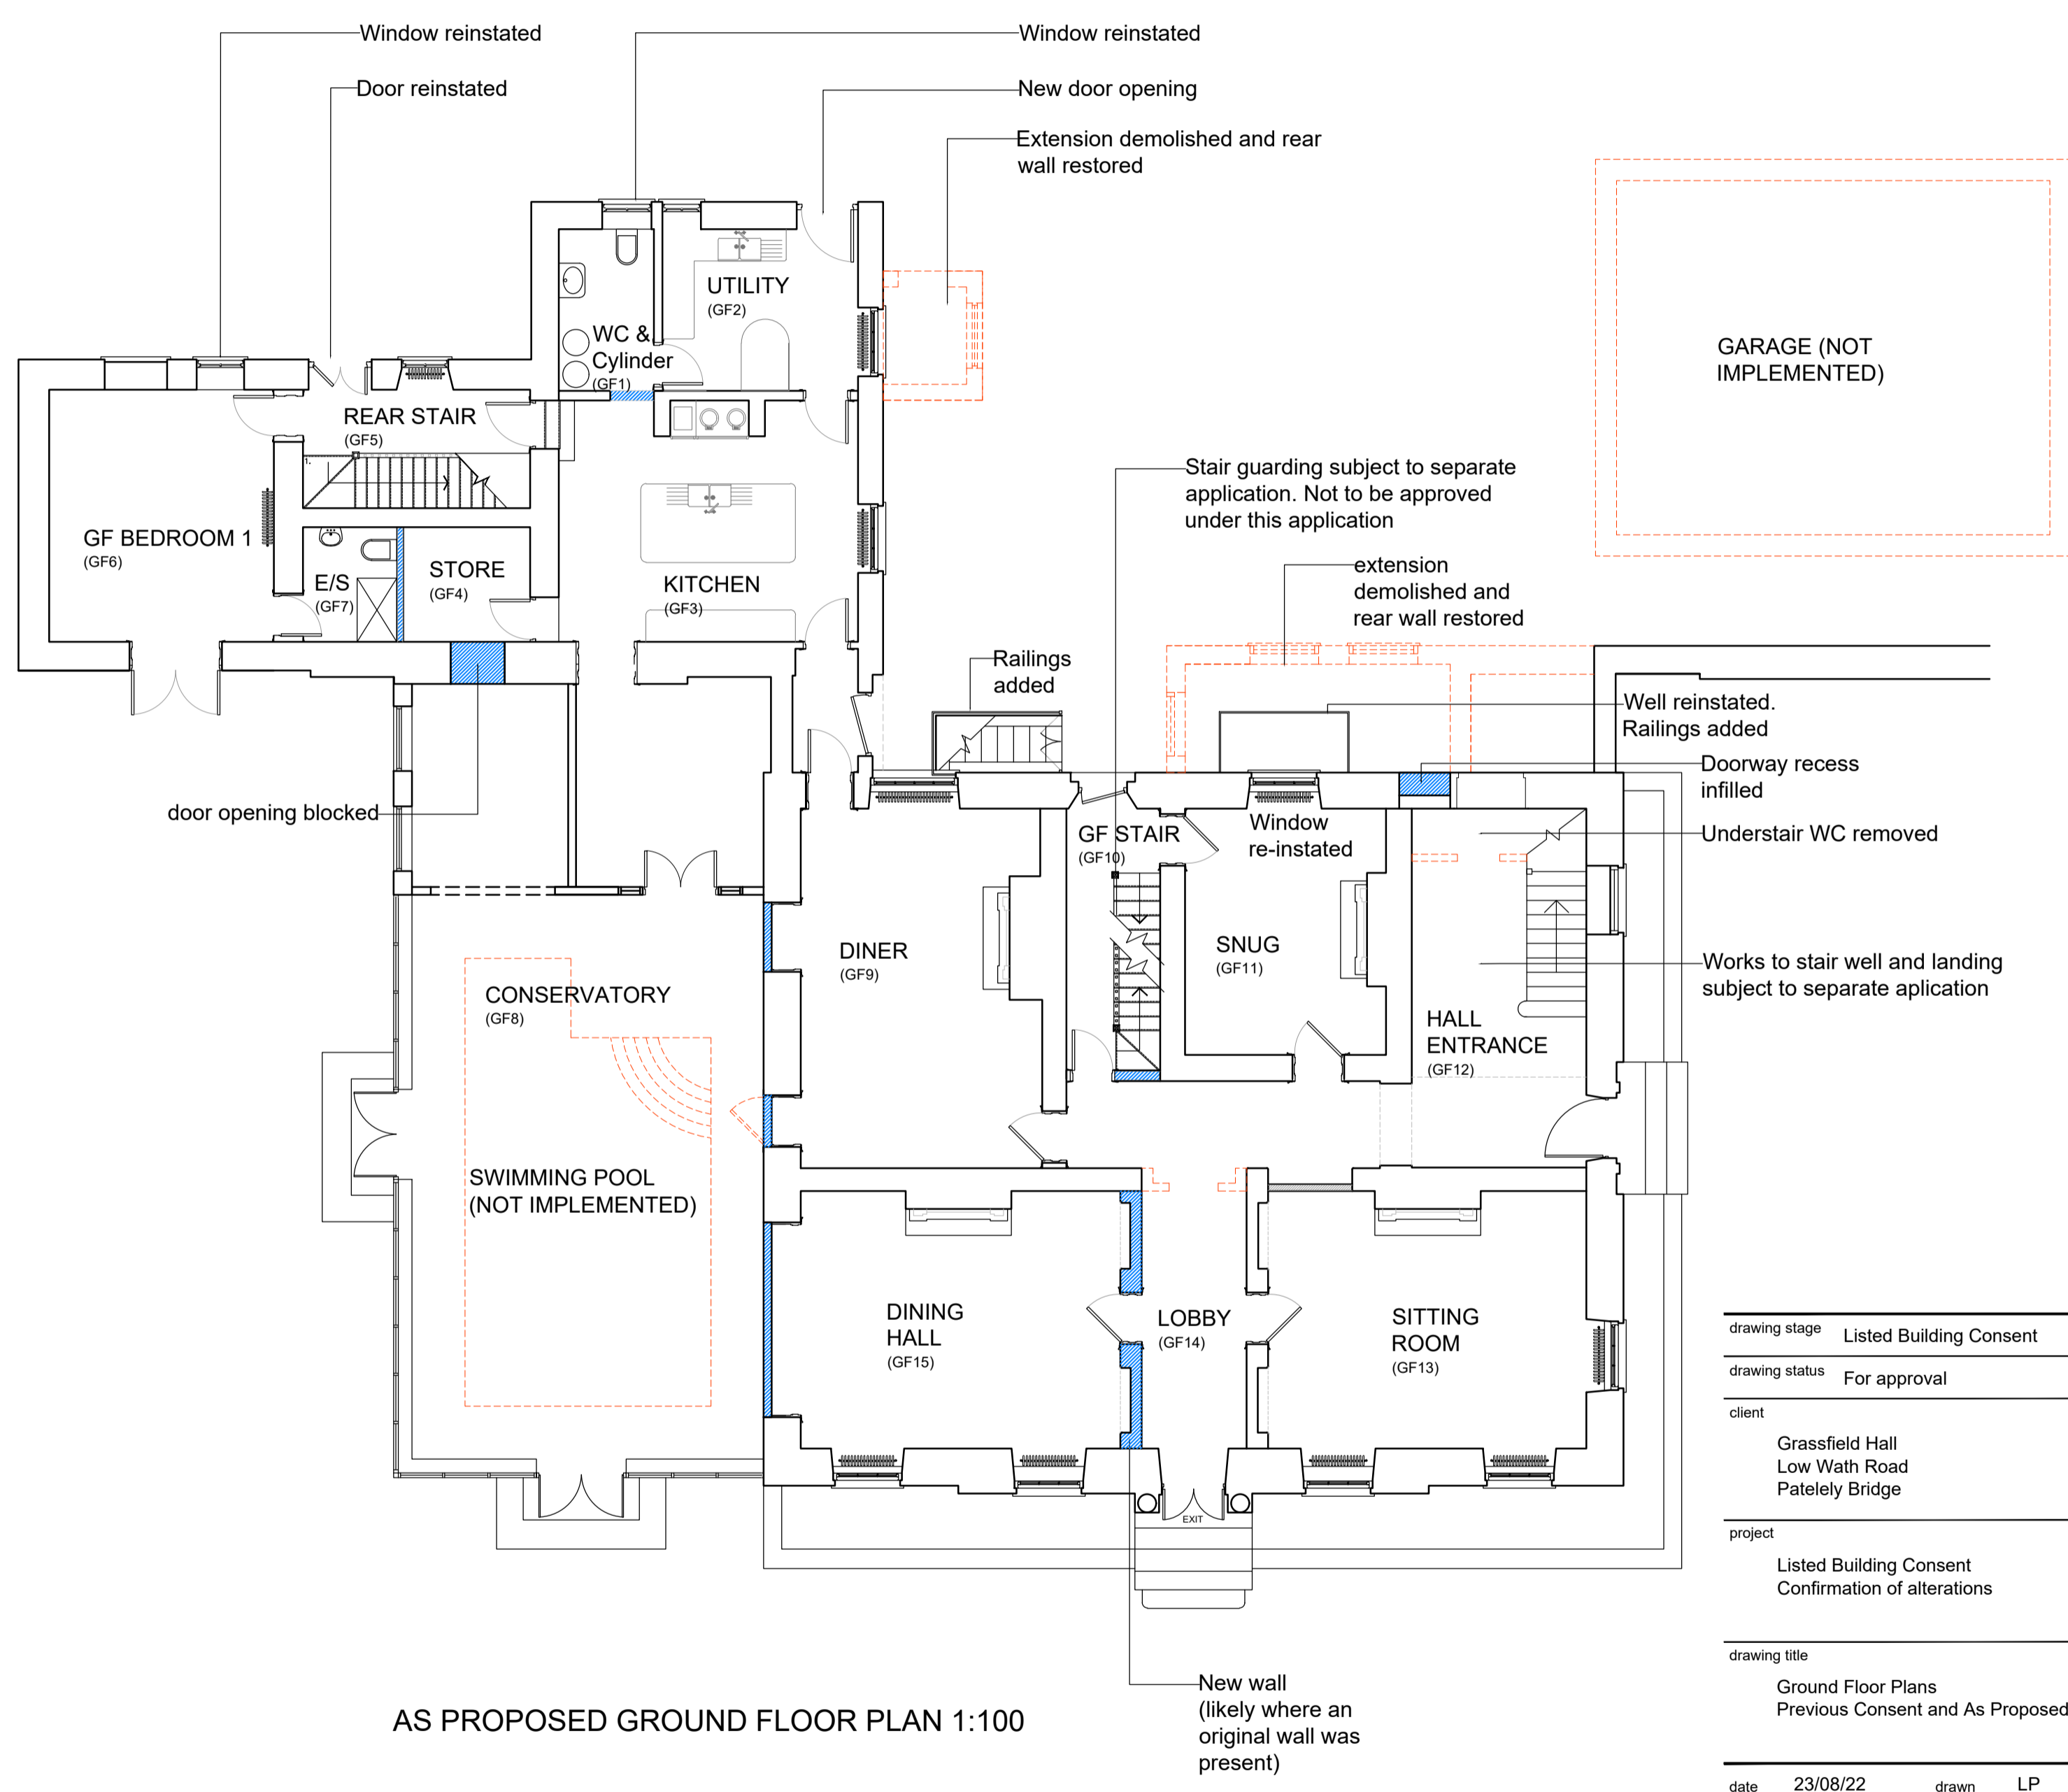 Window reinstated
Window reinstated
Door reinstated
New door opening
Extension demolished and rear
wall restored
UTILITY
(GF2)
WC &
Cylinder
(GF1)
GARAGE (NOT
IMPLEMENTED)
REAR STAIR
(GF5)
1.
Stair guarding subject to separate
application. Not to be approved
under this application
GF BEDROOM 1
(GF6)
E/S
(GF7)
STORE
(GF4)
KITCHEN
(GF3)
extension
demolished and
rear wall restored
Railings
added
Well reinstated.
Railings added
Doorway recess
infilled
door opening blocked
GF STAIR
(GF10)
Window
re-instated
Understair WC removed
DINER
(GF9)
SNUG
(GF11)
Works to stair well and landing
subject to separate aplication
CONSERVATORY
(GF8)
HALL
ENTRANCE
(GF12)
SWIMMING POOL
(NOT IMPLEMENTED)
DINING
HALL
(GF15)
LOBBY
(GF14)
SITTING
ROOM
(GF13)
EXIT
New wall
(likely where an
original wall was
present)
AS PROPOSED GROUND FLOOR PLAN 1:100
drawing stage Listed Building Consent
drawing status For approval
client
Grassfield Hall
Low Wath Road
Patelely Bridge
project
Listed Building Consent
Confirmation of alterations
drawing title
Ground Floor Plans
Previous Consent and As Proposed
date 23/08/22 drawn LP